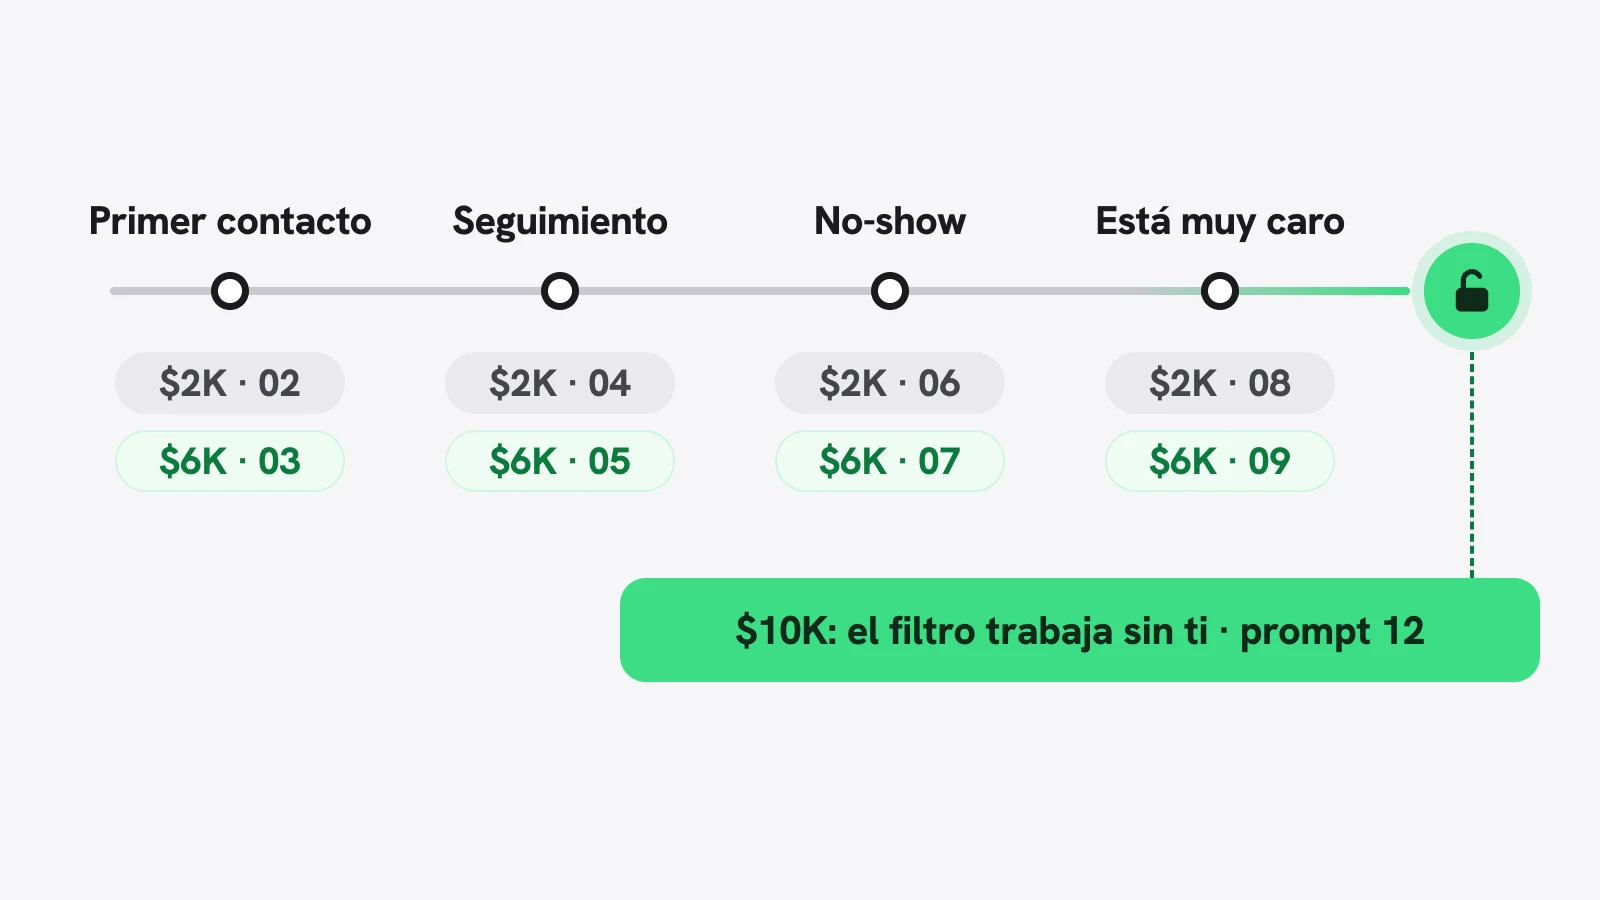 Primer contacto
Seguimiento
No-show
Está muy caro
$2K · 02
$2K · 04
$2K · 06
$2K · 08
$6K · 03
$6K · 05
$6K · 07
$6K · 09
$10K: el filtro trabaja sin ti · prompt 12